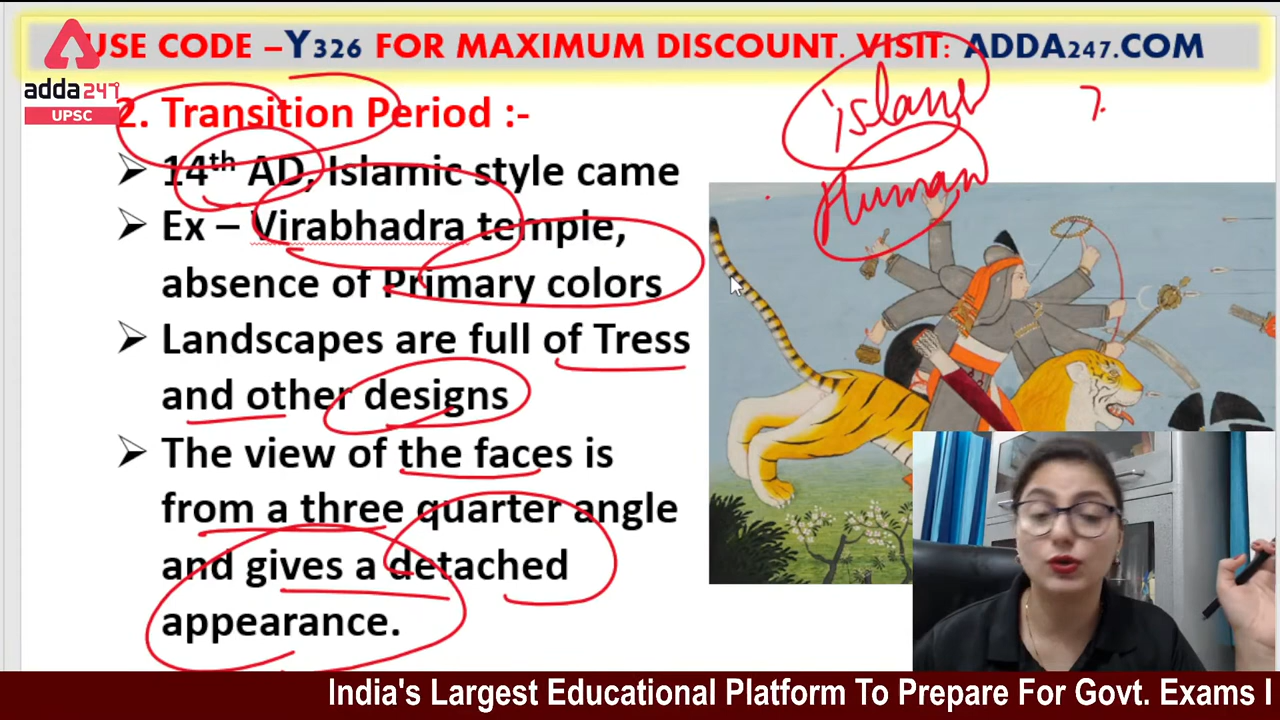 USE CODE –Y326 FOR MAXIMUM DISCOUNT. VISIT: ADDA247.COM
adda247
UPSC
2. Transition Period :-
➢ 14th AD, Islamic style came
➢ Ex – Virabhadra temple,
absence of Primary colors
➢ Landscapes are full of Tress
and other designs
➢ The view of the faces is
from a three quarter angle
and gives a detached
appearance.
Human
India's Largest Educational Platform To Prepare For Govt. Exams I